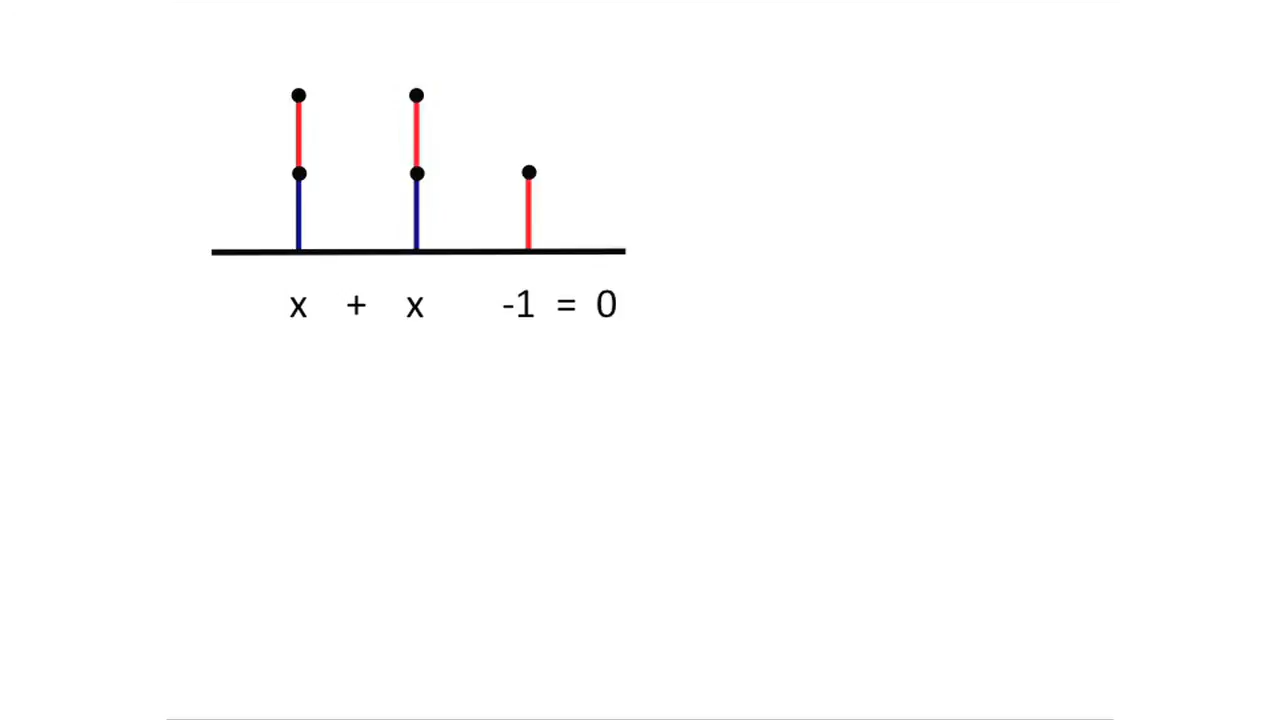 x + x -1 = 0